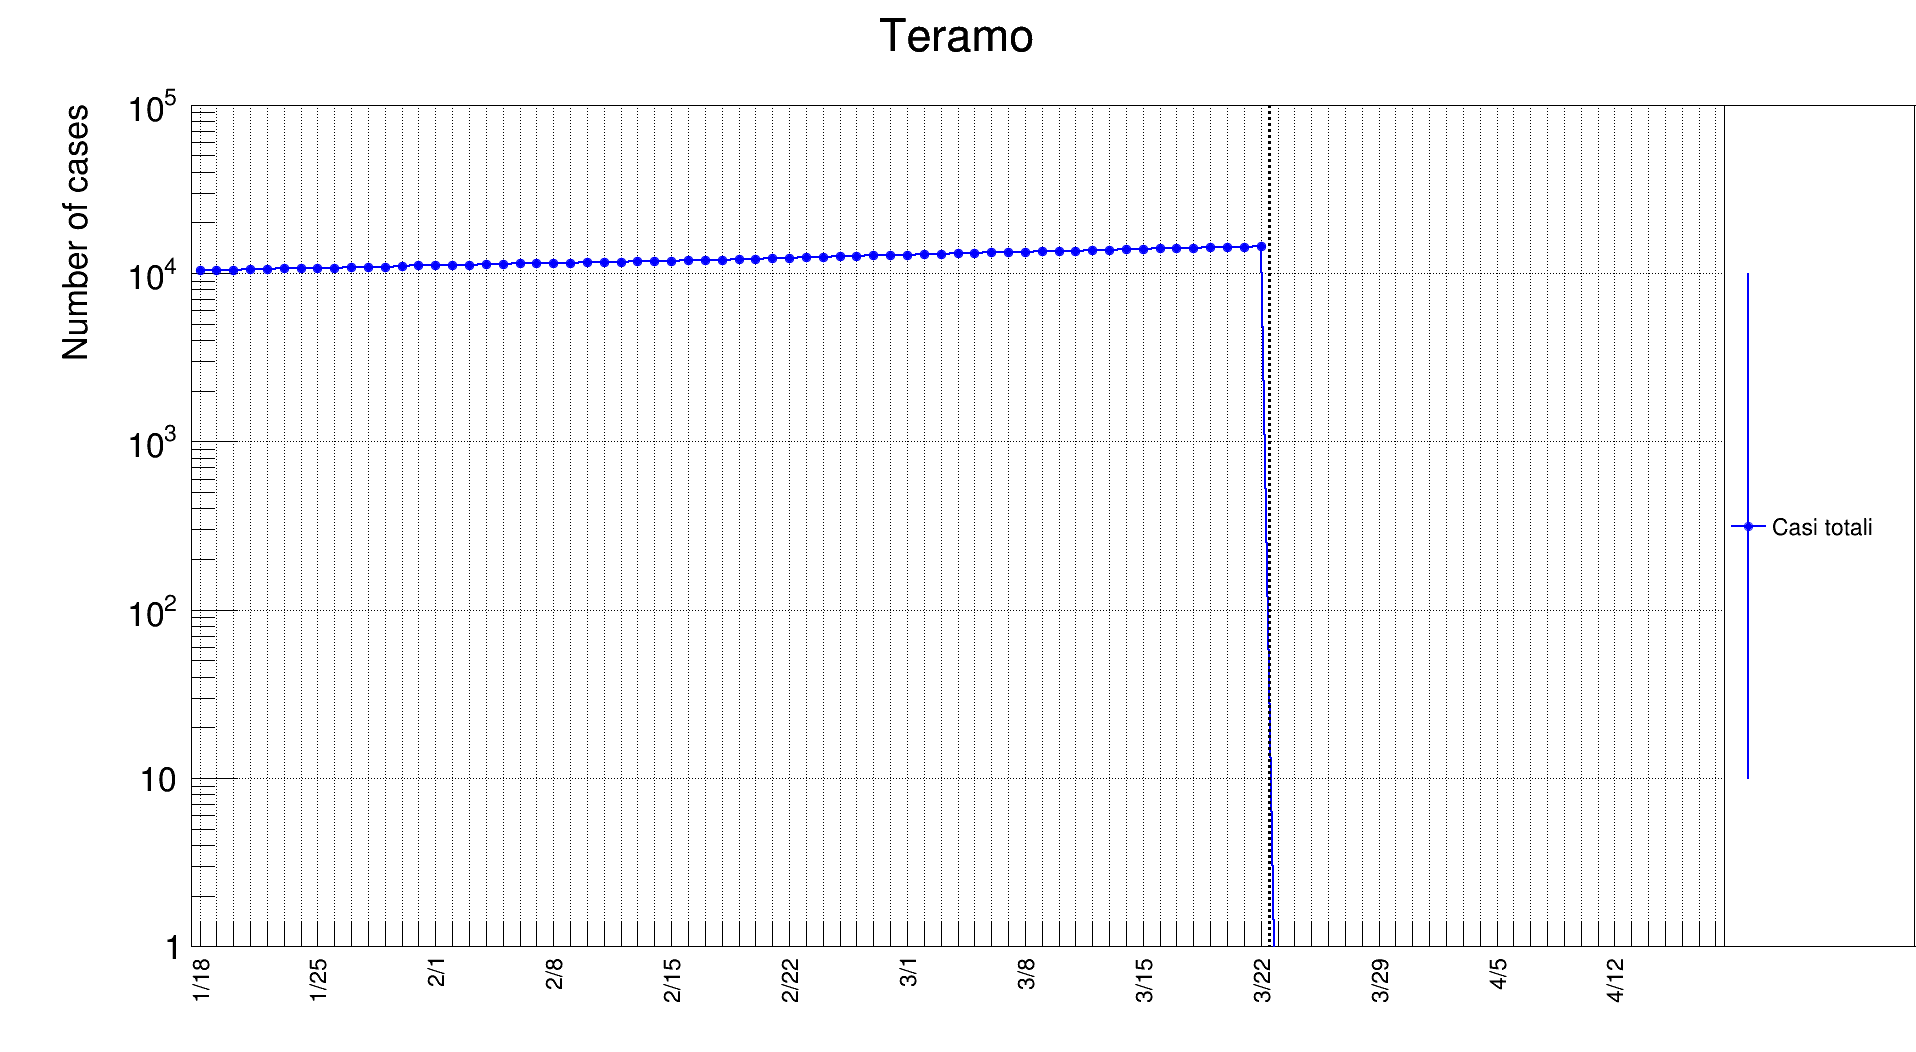 Teramo
Number of cases
10^5
10^4
10^3
10^2
10
1
1/18 1/25 2/1 2/8 2/15 2/22 3/1 3/8 3/15 3/22 3/29 4/5 4/12
Casi totali